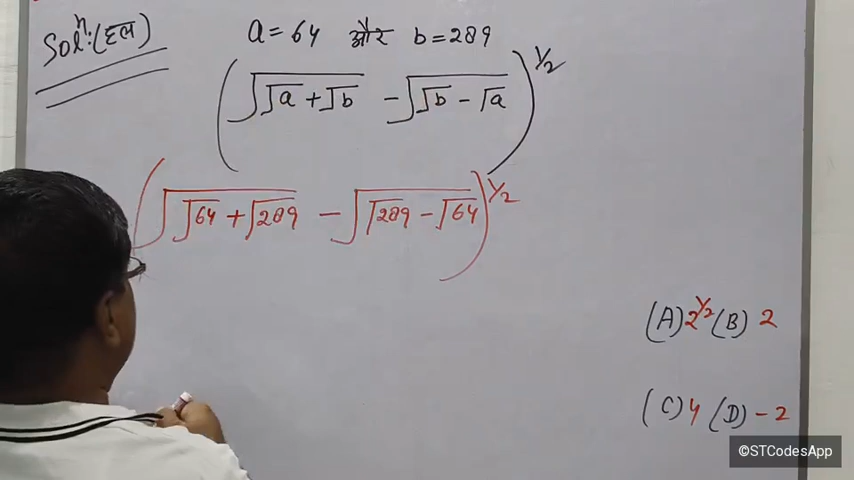 Solⁿ:(हल) a = 64 और b = 289
(√(√a + √b) - √(√b - √a))^1/2
(√(√64 + √289) - √(√289 - √64))^1/2
(A) 2^1/2 (B) 2
(C) 4 (D) -2
©STCodesApp